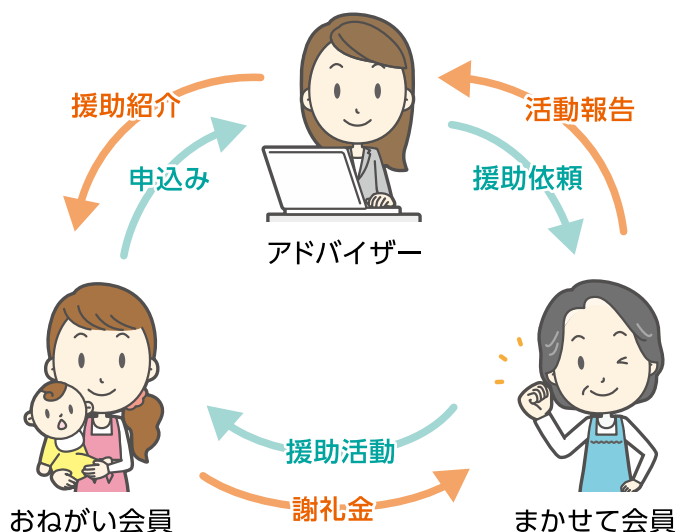 援助紹介
活動報告
申込み
援助依頼
アドバイザー
援助活動
謝礼金
おねがい会員
まかせて会員